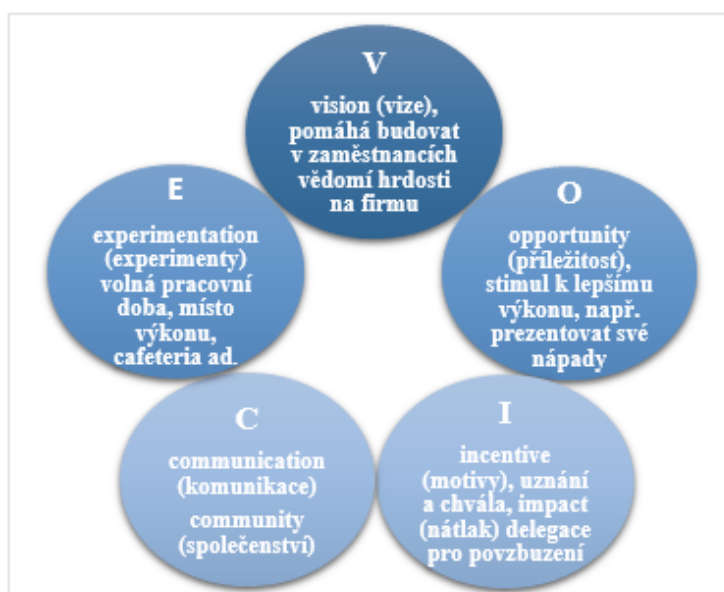 V
vision (vize),
pomáhá budovat
v zaměstnancích
vědomí hrdosti
na firmu
O
opportunity
(příležitost),
stimul k lepšímu
výkonu, např.
prezentovat své
nápady
I
incentive
(motivy), uznání
a chvála, impact
(nátlak) delegace
pro povzbuzení
C
communication
(komunikace)
community
(společenství)
E
experimentation
(experimenty)
volná pracovní
doba, místo
výkonu,
cafeteria ad.